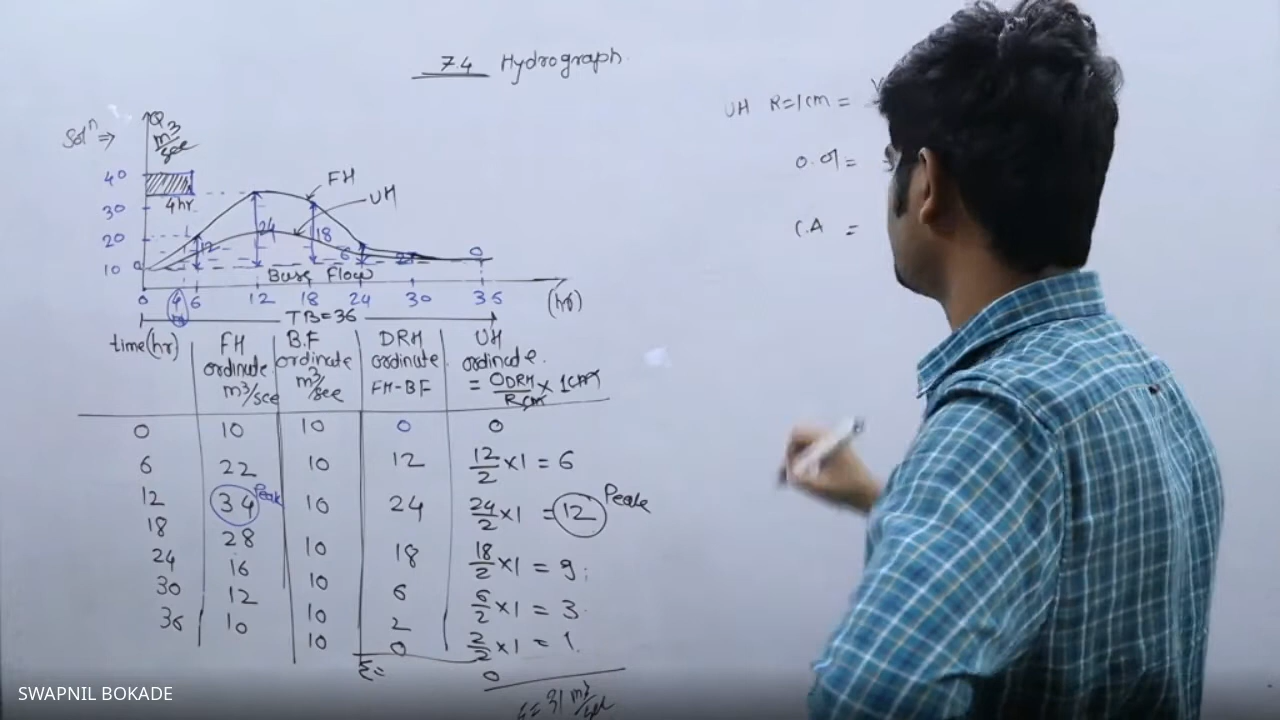 7.4 Hydrograph
UH R=1cm =
0.01 =
C.A =
Solⁿ ⇒
Q m³/sec
40
30
20
10
4hr
FH
UH
12
24
18
6
2
0
Base Flow
0 4 6 12 18 24 30 36 (hr)
TB=36
time(hr) | FH ordinate m³/sec | B.F ordinate m³/sec | DRH ordinate FH-BF | UH ordinate. = ODRH/Rcm × 1cm
0 | 10 | 10 | 0 | 0
6 | 22 | 10 | 12 | 12/2 ×1 = 6
12 | 34 Peak | 10 | 24 | 24/2 ×1 = 12 Peak
18 | 28 | 10 | 18 | 18/2 ×1 = 9
24 | 16 | 10 | 6 | 6/2 ×1 = 3
30 | 12 | 10 | 2 | 2/2 ×1 = 1
36 | 10 | 10 | 0 | 0
Σ=
Σ= 31 m³/sec
SWAPNIL BOKADE